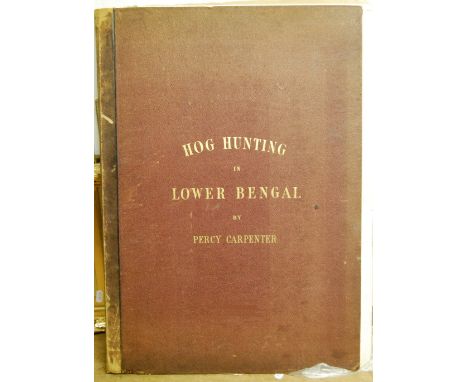 HOG HUNTING
IN
LOWER BENGAL
BY
PERCY CARPENTER